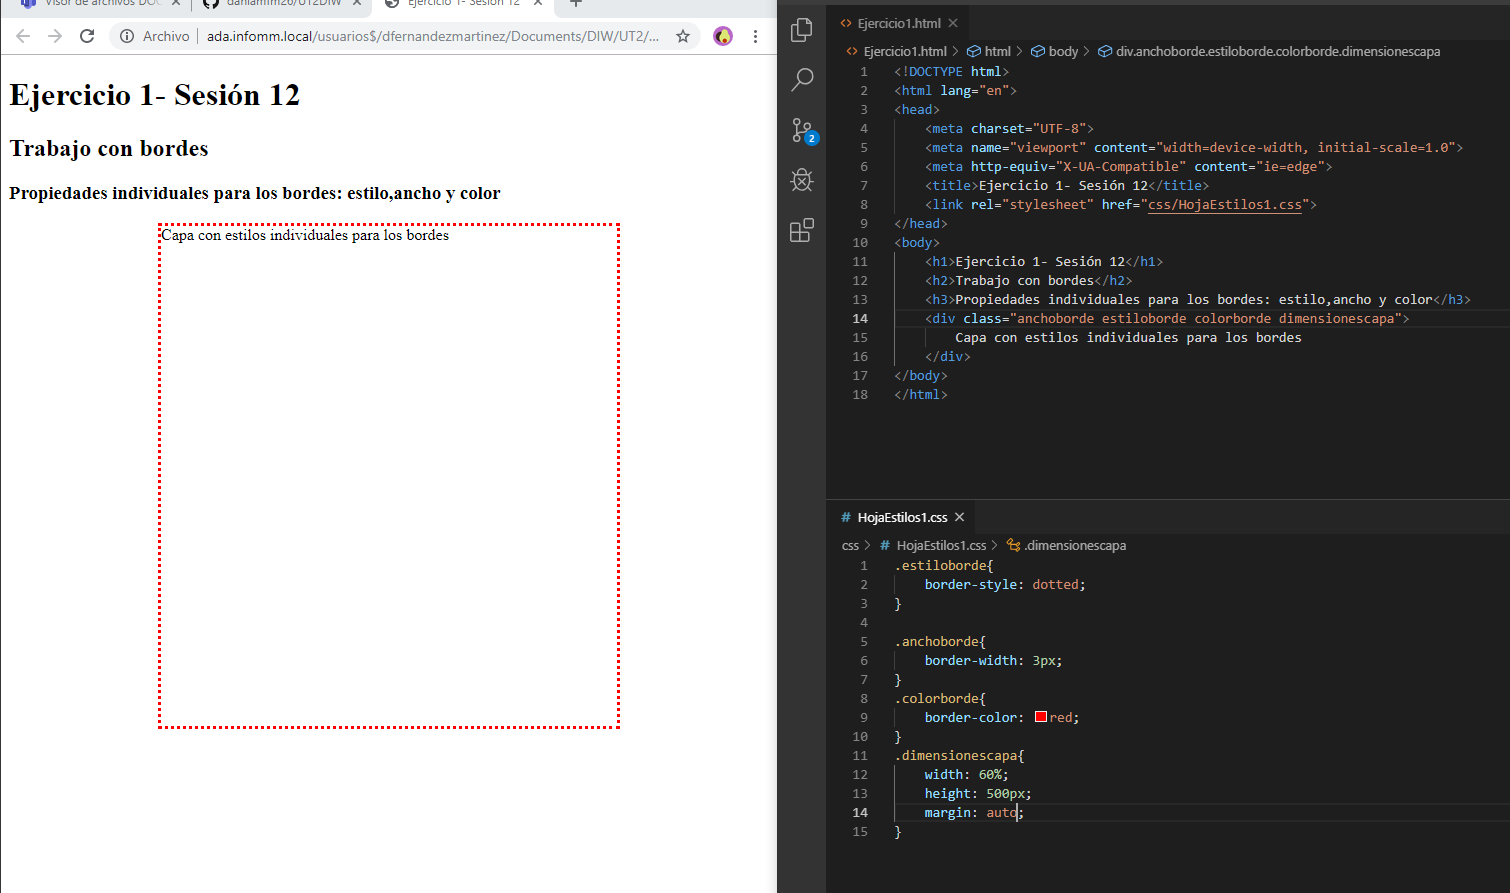 Visor de archivos DOC
daniamfm26/UT2DIW
Ejercicio 1- Sesión 12
Archivo
ada.infomm.local/usuarios$/dfernandezmartinez/Documents/DIW/UT2/...
Ejercicio 1- Sesión 12
Trabajo con bordes
Propiedades individuales para los bordes: estilo,ancho y color
Capa con estilos individuales para los bordes
2
Ejercicio1.html
Ejercicio1.html > html > body > div.anchoborde.estiloborde.colorborde.dimensionescapa
1 <!DOCTYPE html>
2 <html lang="en">
3 <head>
4 <meta charset="UTF-8">
5 <meta name="viewport" content="width=device-width, initial-scale=1.0">
6 <meta http-equiv="X-UA-Compatible" content="ie=edge">
7 <title>Ejercicio 1- Sesión 12</title>
8 <link rel="stylesheet" href="css/HojaEstilos1.css">
9 </head>
10 <body>
11 <h1>Ejercicio 1- Sesión 12</h1>
12 <h2>Trabajo con bordes</h2>
13 <h3>Propiedades individuales para los bordes: estilo,ancho y color</h3>
14 <div class="anchoborde estiloborde colorborde dimensionescapa">
15 Capa con estilos individuales para los bordes
16 </div>
17 </body>
18 </html>
# HojaEstilos1.css
css > # HojaEstilos1.css > .dimensionescapa
1 .estiloborde{
2 border-style: dotted;
3 }
4
5 .anchoborde{
6 border-width: 3px;
7 }
8 .colorborde{
9 border-color: red;
10 }
11 .dimensionescapa{
12 width: 60%;
13 height: 500px;
14 margin: auto;
15 }